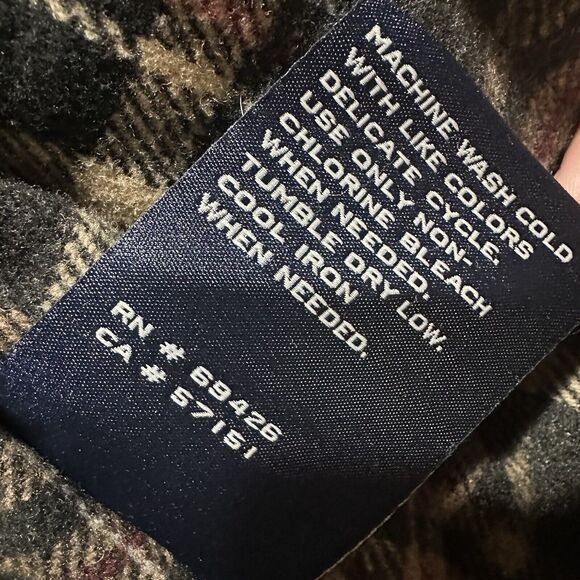 MACHINE WASH COLD
WITH LIKE COLORS
DELICATE CYCLE.
USE ONLY NON-
CHLORINE BLEACH
WHEN NEEDED.
TUMBLE DRY LOW.
COOL IRON
WHEN NEEDED.
RN # 69426
CA # 57151